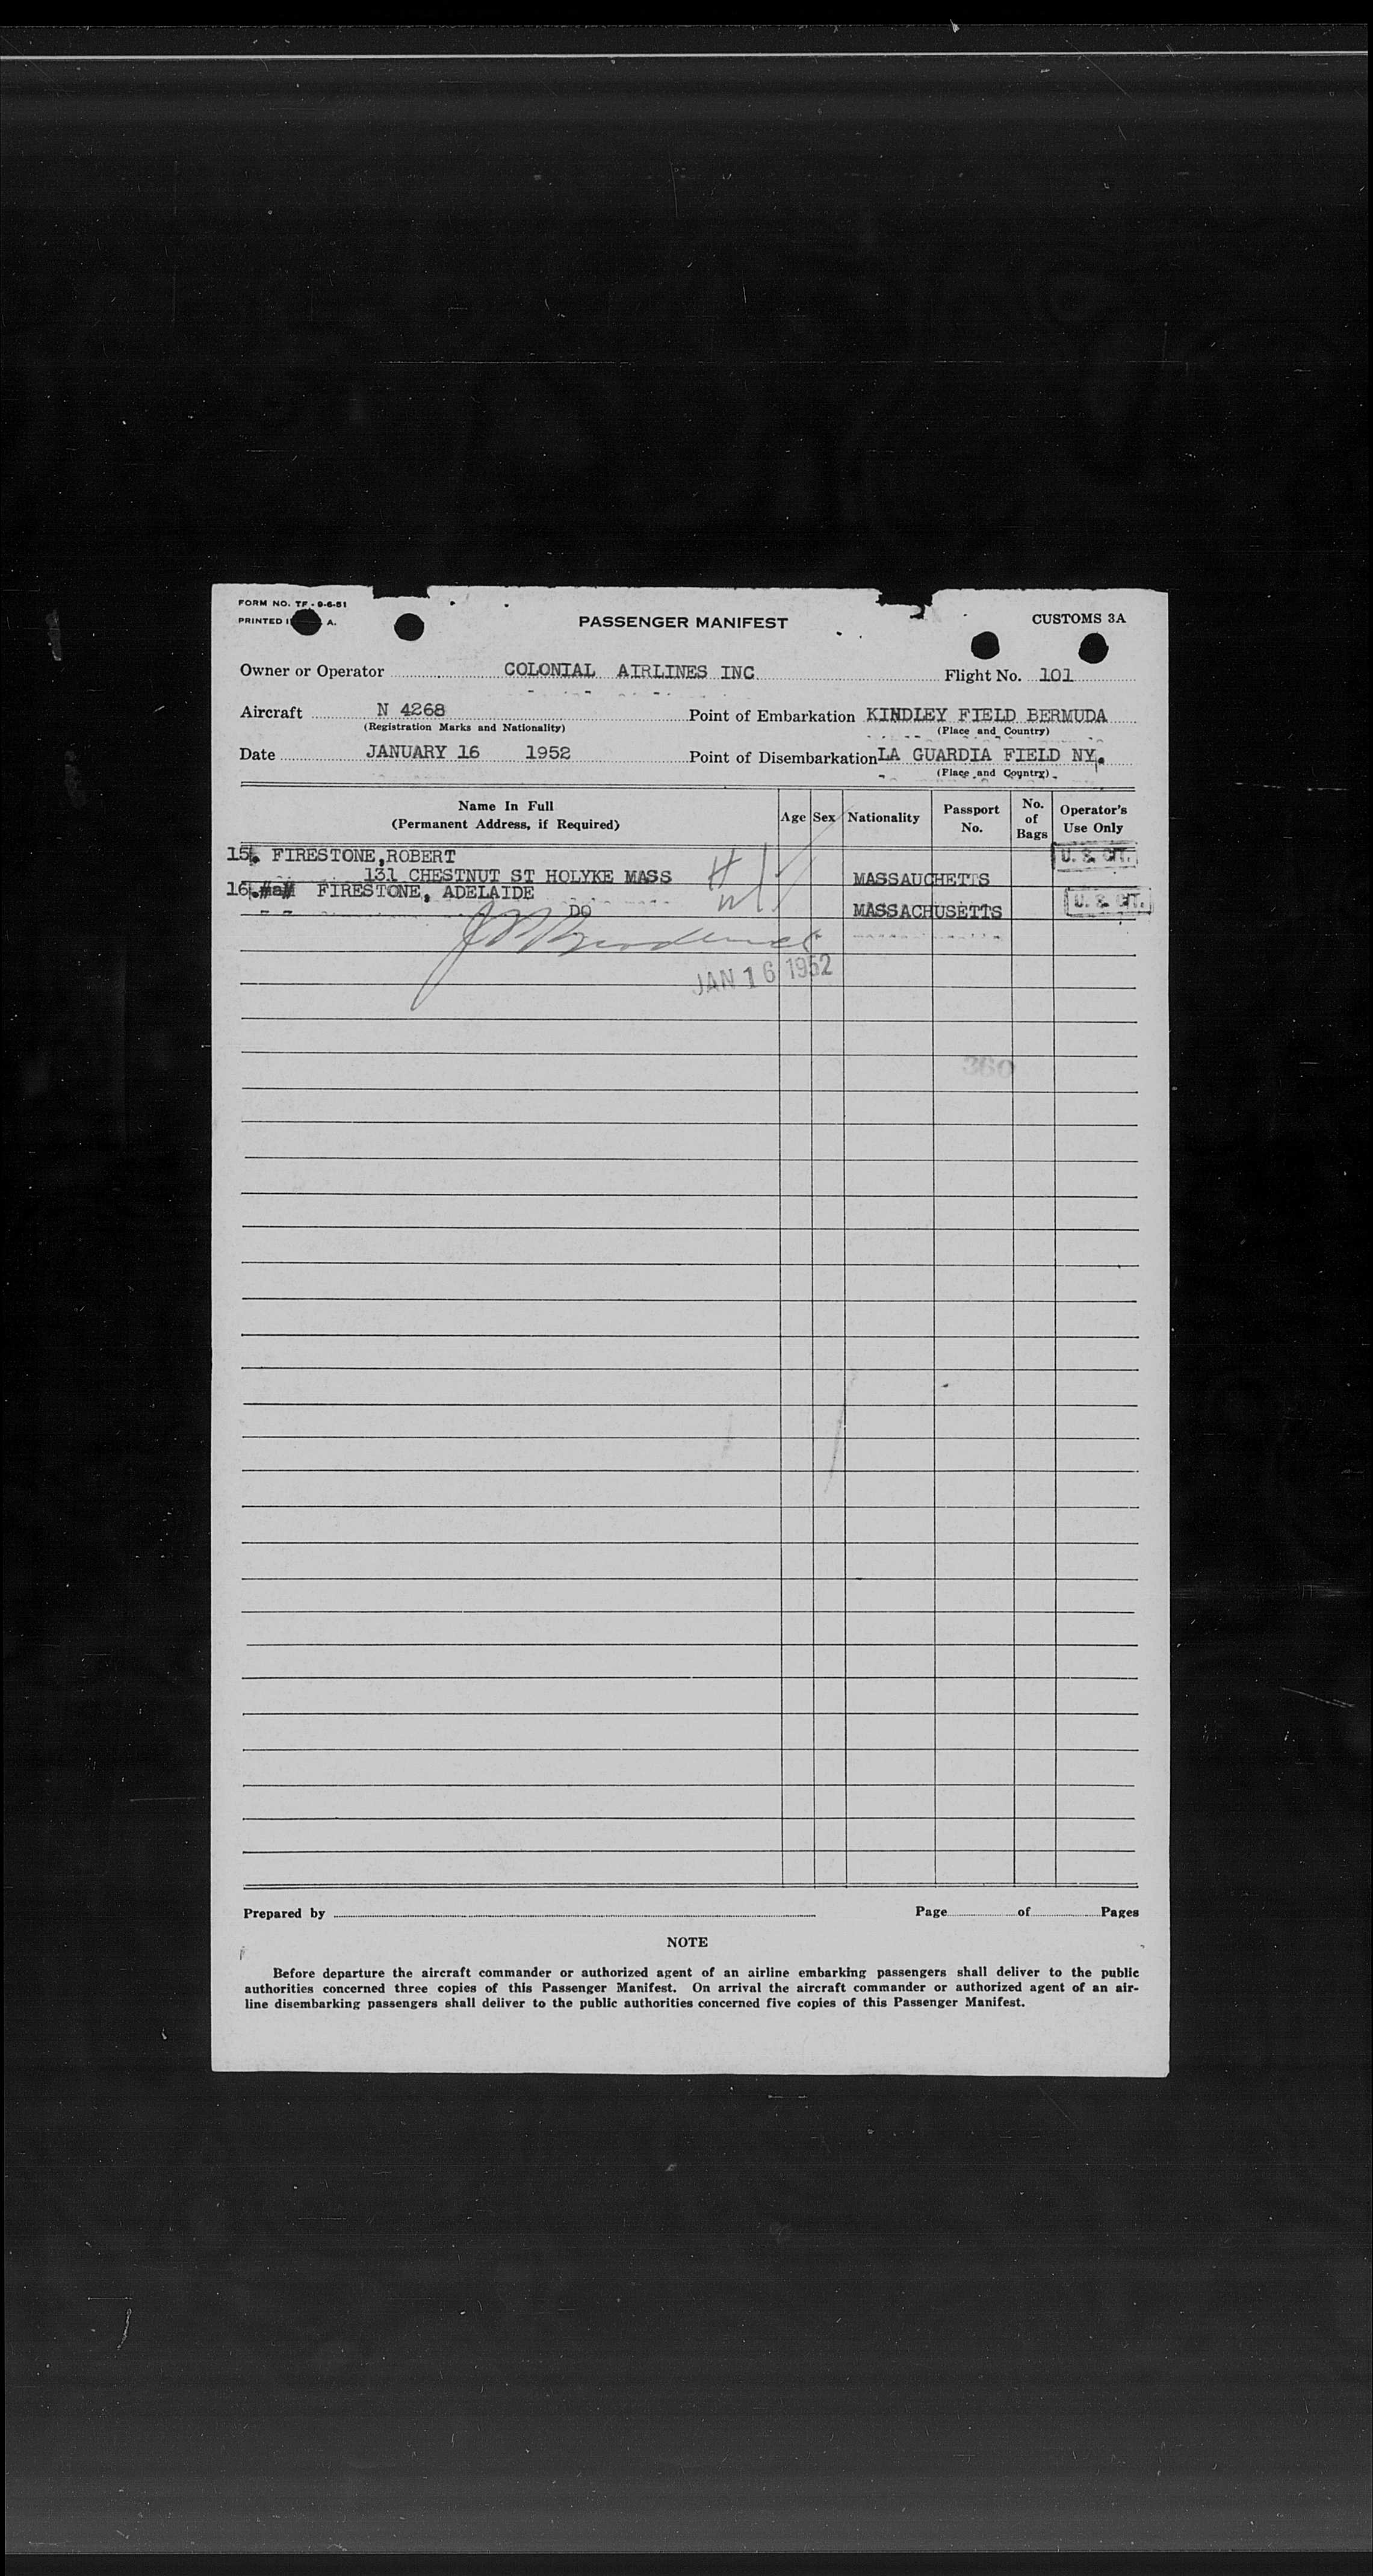 FORM NO. TF - 9-6-51
PRINTED I A.
PASSENGER MANIFEST
CUSTOMS 3A
Owner or Operator COLONIAL AIRLINES INC Flight No. 101
Aircraft N 4268 Point of Embarkation KINDLEY FIELD BERMUDA
(Registration Marks and Nationality) (Place and Country)
Date JANUARY 16 1952 Point of Disembarkation LA GUARDIA FIELD NY.
(Place and Country)
Name In Full (Permanent Address, if Required) Age Sex Nationality Passport No. No. of Bags Operator's Use Only
15. FIRESTONE,ROBERT U. S. CIT.
131 CHESTNUT ST HOLYKE MASS H MASSAUCHETTS
16. FIRESTONE, ADELAIDE W U. S. CIT.
DO MASSACHUSETTS
JAN 16 1952
360
Prepared by Page of Pages
NOTE
Before departure the aircraft commander or authorized agent of an airline embarking passengers shall deliver to the public
authorities concerned three copies of this Passenger Manifest. On arrival the aircraft commander or authorized agent of an air-
line disembarking passengers shall deliver to the public authorities concerned five copies of this Passenger Manifest.